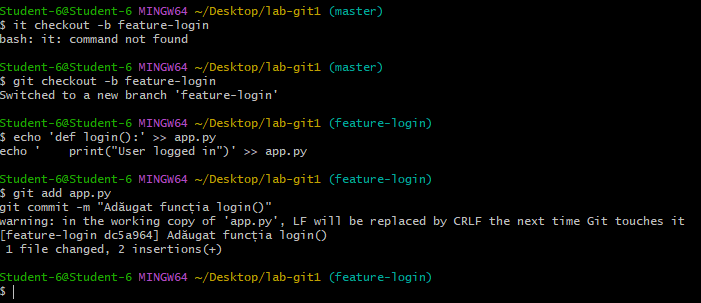 Student-6@Student-6 MINGW64 ~/Desktop/lab-git1 (master)
$ it checkout -b feature-login
bash: it: command not found
Student-6@Student-6 MINGW64 ~/Desktop/lab-git1 (master)
$ git checkout -b feature-login
Switched to a new branch 'feature-login'
Student-6@Student-6 MINGW64 ~/Desktop/lab-git1 (feature-login)
$ echo 'def login():' >> app.py
echo '    print("User logged in")' >> app.py
Student-6@Student-6 MINGW64 ~/Desktop/lab-git1 (feature-login)
$ git add app.py
git commit -m "Adăugat funcția login()"
warning: in the working copy of 'app.py', LF will be replaced by CRLF the next time Git touches it
[feature-login dc5a964] Adăugat funcția login()
 1 file changed, 2 insertions(+)
Student-6@Student-6 MINGW64 ~/Desktop/lab-git1 (feature-login)
$